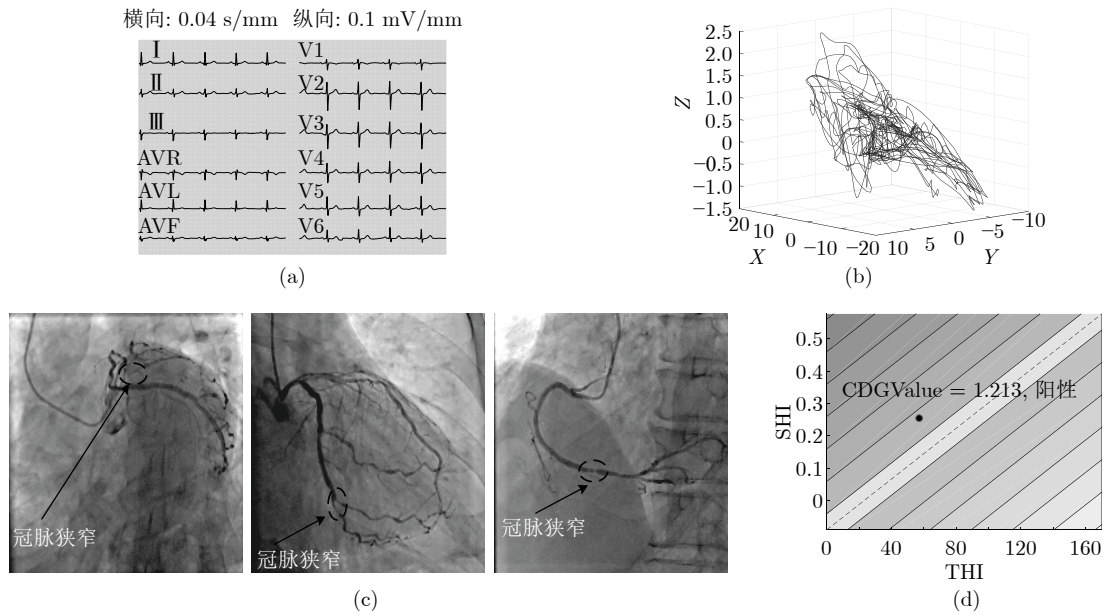 横向: 0.04 s/mm 纵向: 0.1 mV/mm
Ⅰ
Ⅱ
Ⅲ
AVR
AVL
AVF
V1
V2
V3
V4
V5
V6
(a)
2.5
2.0
1.5
1.0
0.5
0
−0.5
−1.0
−1.5
Z
20 10 0 −10 −20
X
10 5 0 −5 −10
Y
(b)
冠脉狭窄
冠脉狭窄
冠脉狭窄
(c)
0.5
0.4
0.3
0.2
0.1
0
SHI
CDGValue = 1.213, 阳性
0 40 80 120 160
THI
(d)